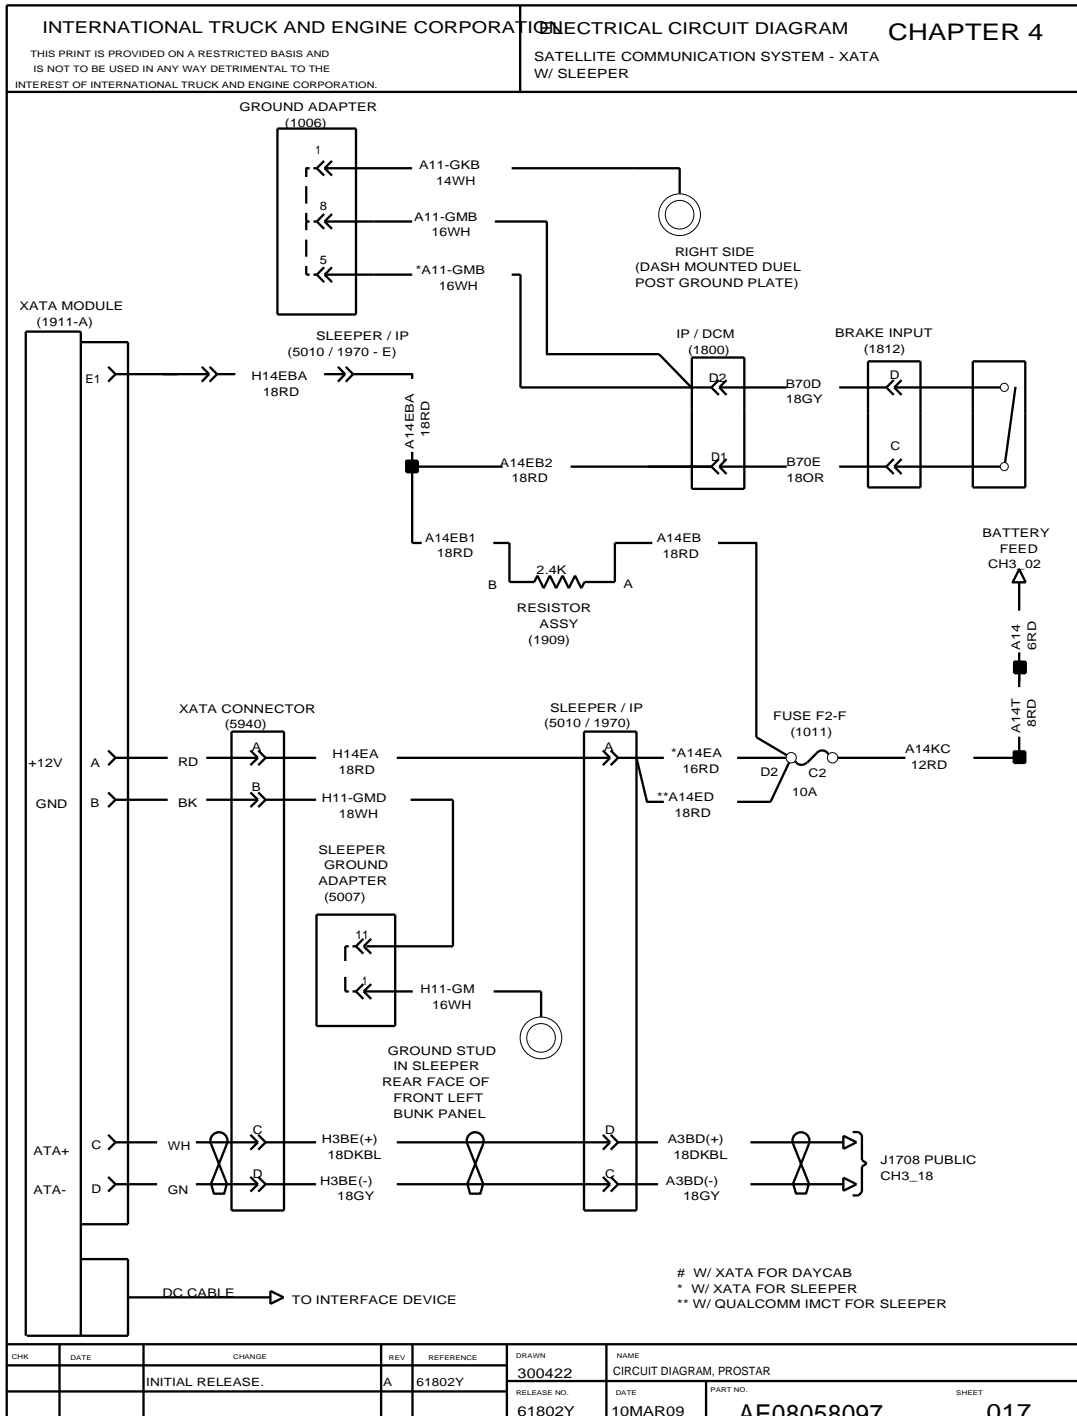 INTERNATIONAL TRUCK AND ENGINE CORPORATION
ELECTRICAL CIRCUIT DIAGRAM
CHAPTER 4
THIS PRINT IS PROVIDED ON A RESTRICTED BASIS AND
IS NOT TO BE USED IN ANY WAY DETRIMENTAL TO THE
INTEREST OF INTERNATIONAL TRUCK AND ENGINE CORPORATION.
SATELLITE COMMUNICATION SYSTEM - XATA
W/ SLEEPER
GROUND ADAPTER
(1006)
1
A11-GKB
14WH
8
A11-GMB
16WH
5
*A11-GMB
16WH
RIGHT SIDE
(DASH MOUNTED DUEL
POST GROUND PLATE)
XATA MODULE
(1911-A)
SLEEPER / IP
(5010 / 1970 - E)
IP / DCM
(1800)
BRAKE INPUT
(1812)
E1
H14EBA
18RD
A14EBA
18RD
D2
B70D
18GY
D
A14EB2
18RD
D1
B70E
18OR
C
A14EB1
18RD
A14EB
18RD
B
2.4K
A
RESISTOR
ASSY
(1909)
BATTERY
FEED
CH3_02
A14
6RD
A14T
8RD
XATA CONNECTOR
(5940)
SLEEPER / IP
(5010 / 1970)
FUSE F2-F
(1011)
+12V
A
RD
A
H14EA
18RD
A
*A14EA
16RD
D2
C2
10A
A14KC
12RD
GND
B
BK
B
H11-GMD
18WH
**A14ED
18RD
SLEEPER
GROUND
ADAPTER
(5007)
11
1
H11-GM
16WH
GROUND STUD
IN SLEEPER
REAR FACE OF
FRONT LEFT
BUNK PANEL
ATA+
C
WH
C
H3BE(+)
18DKBL
D
A3BD(+)
18DKBL
ATA-
D
GN
D
H3BE(-)
18GY
C
A3BD(-)
18GY
J1708 PUBLIC
CH3_18
DC CABLE
TO INTERFACE DEVICE
# W/ XATA FOR DAYCAB
* W/ XATA FOR SLEEPER
** W/ QUALCOMM IMCT FOR SLEEPER
CHK
DATE
CHANGE
REV
REFERENCE
DRAWN
NAME
INITIAL RELEASE.
A
61802Y
300422
CIRCUIT DIAGRAM, PROSTAR
RELEASE NO.
DATE
PART NO.
SHEET
61802Y
10MAR09
AE08058097
017